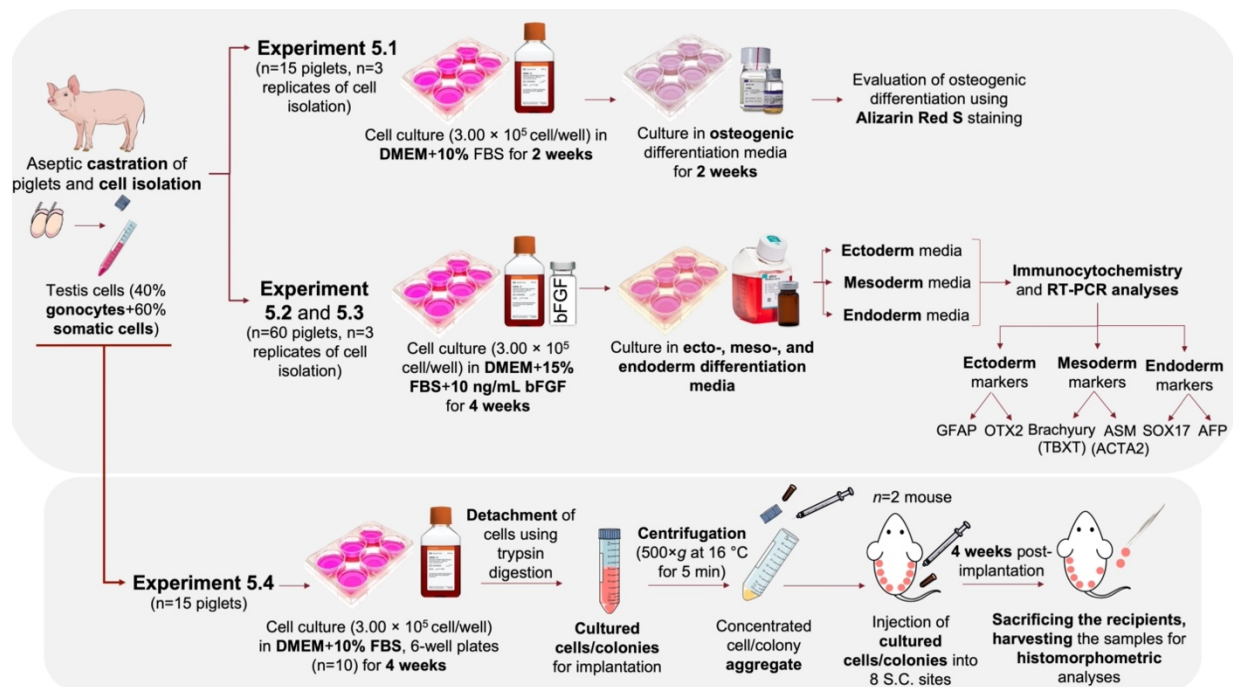 Experiment 5.1
(n=15 piglets, n=3
replicates of cell
isolation)
Cell culture (3.00 × 10⁵ cell/well) in
DMEM+10% FBS for 2 weeks
Culture in osteogenic
differentiation media
for 2 weeks
Evaluation of osteogenic
differentiation using
Alizarin Red S staining
Aseptic castration of
piglets and cell isolation
Testis cells (40%
gonocytes+60%
somatic cells)
Experiment
5.2 and 5.3
(n=60 piglets, n=3
replicates of cell
isolation)
bFGF
Cell culture (3.00 × 10⁵
cell/well) in DMEM+15%
FBS+10 ng/mL bFGF
for 4 weeks
Culture in ecto-, meso-, and
endoderm differentiation
media
Ectoderm media
Mesoderm media
Endoderm media
Immunocytochemistry
and RT-PCR analyses
Ectoderm
markers
Mesoderm
markers
Endoderm
markers
GFAP OTX2
Brachyury
(TBXT)
ASM
(ACTA2)
SOX17 AFP
Experiment 5.4
(n=15 piglets)
Cell culture (3.00 × 10⁵ cell/well)
in DMEM+10% FBS, 6-well plates
(n=10) for 4 weeks
Detachment of
cells using
trypsin
digestion
Cultured
cells/colonies
for implantation
Centrifugation
(500×g at 16 °C
for 5 min)
Concentrated
cell/colony
aggregate
n=2 mouse
Injection of
cultured
cells/colonies into
8 S.C. sites
4 weeks post-
implantation
Sacrificing the recipients,
harvesting the samples for
histomorphometric
analyses